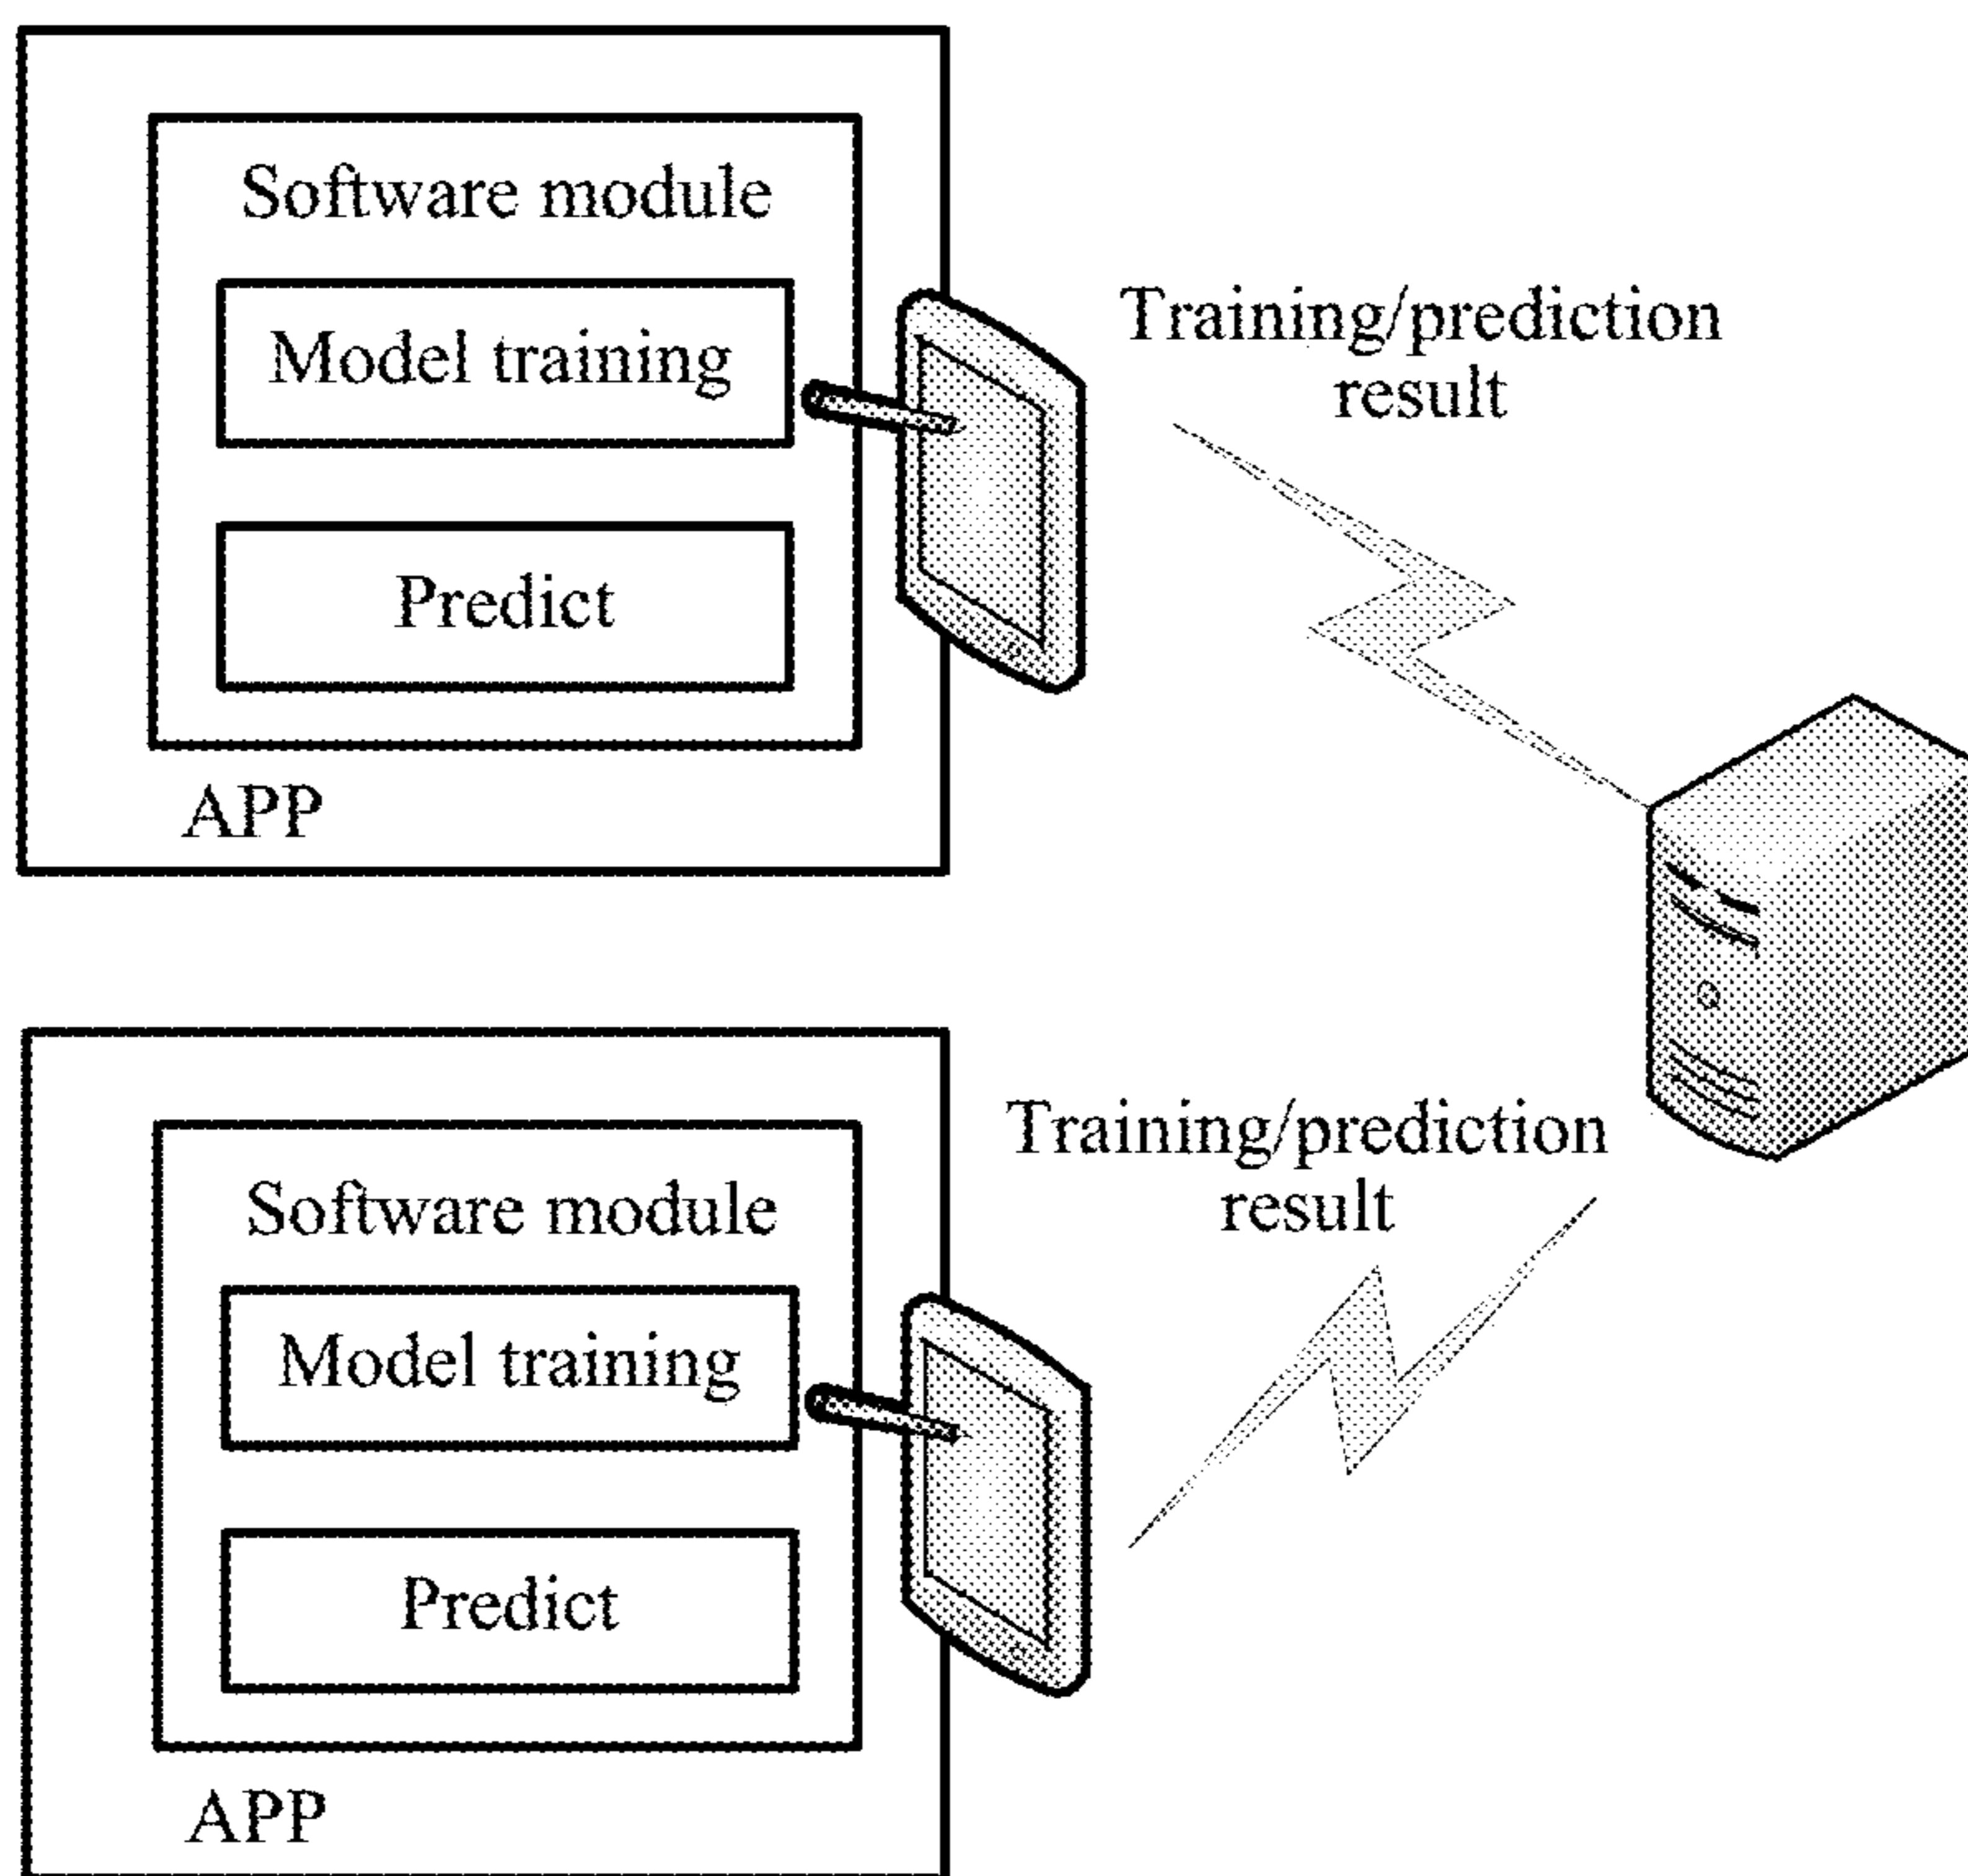 Software module
Model training
Predict
APP
Training/prediction
result
Software module
Model training
Predict
APP
Training/prediction
result